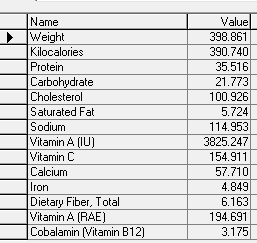 Name Value
Weight 398.861
Kilocalories 390.740
Protein 35.516
Carbohydrate 21.773
Cholesterol 100.926
Saturated Fat 5.724
Sodium 114.953
Vitamin A (IU) 3825.247
Vitamin C 154.911
Calcium 57.710
Iron 4.849
Dietary Fiber, Total 6.163
Vitamin A (RAE) 194.691
Cobalamin (Vitamin B12) 3.175